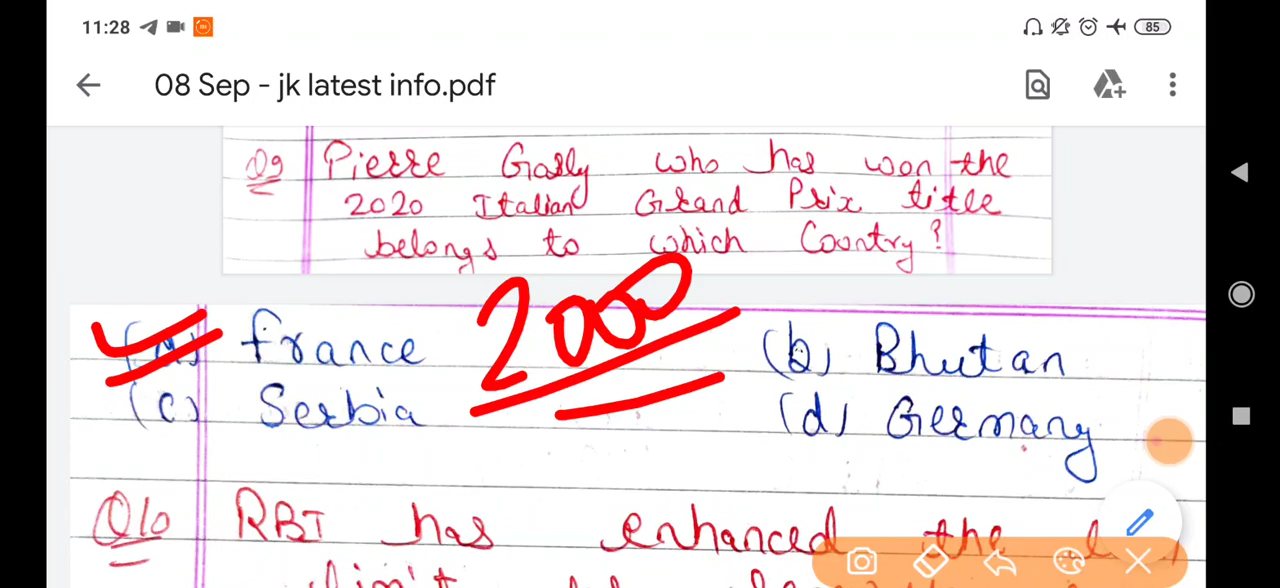 11:28
85
08 Sep - jk latest info.pdf
Q9 Pierre Gasly who has won the
2020 Italian Grand Prix title
belongs to which Country?
2000
(a) France (b) Bhutan
(c) Serbia (d) Germany
Q10 RBI has enhanced the